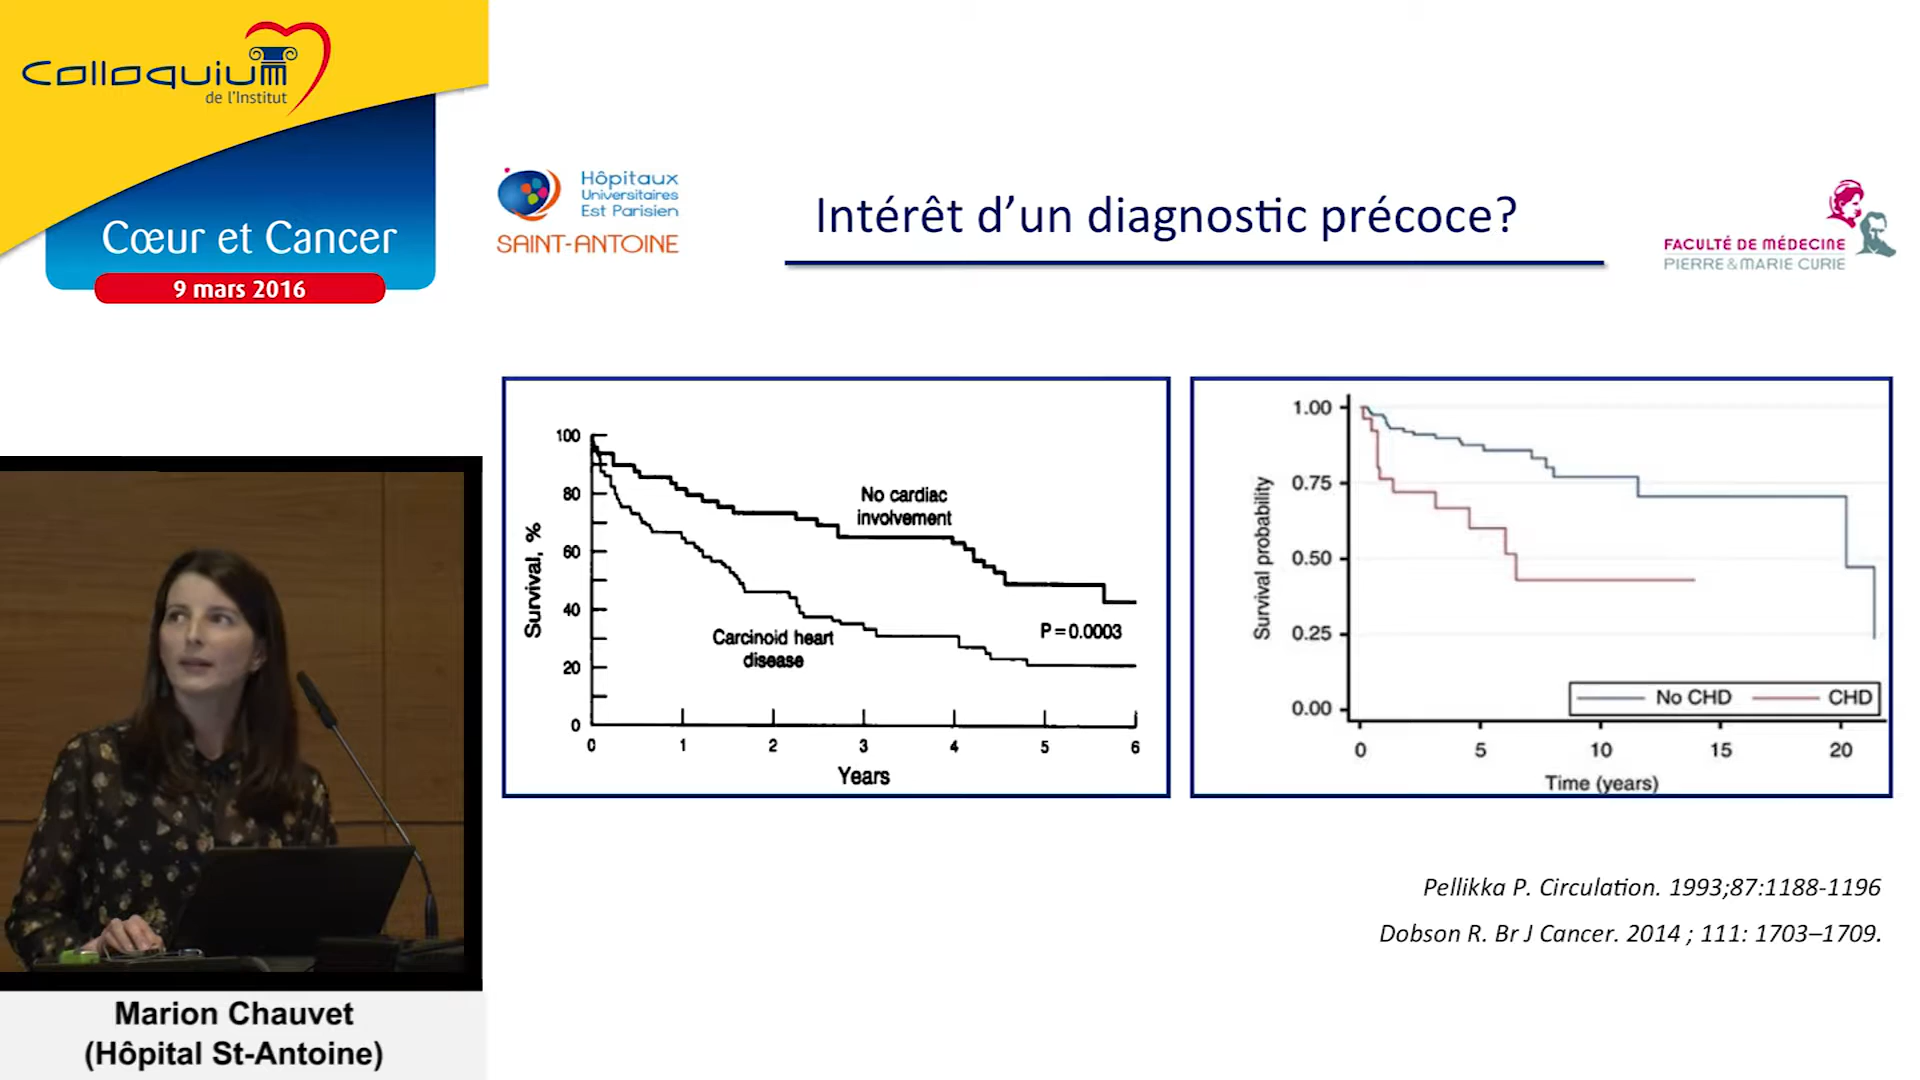 Colloquium
de l'Institut
Cœur et Cancer
9 mars 2016
Hôpitaux
Universitaires
Est Parisien
SAINT-ANTOINE
Intérêt d'un diagnostic précoce?
FACULTÉ DE MÉDECINE
PIERRE & MARIE CURIE
100
80
60
40
20
0
Survival, %
No cardiac
involvement
Carcinoid heart
disease
P = 0.0003
0 1 2 3 4 5 6
Years
1.00
0.75
0.50
0.25
0.00
Survival probability
No CHD CHD
0 5 10 15 20
Time (years)
Pellikka P. Circulation. 1993;87:1188-1196
Dobson R. Br J Cancer. 2014 ; 111: 1703–1709.
Marion Chauvet
(Hôpital St-Antoine)